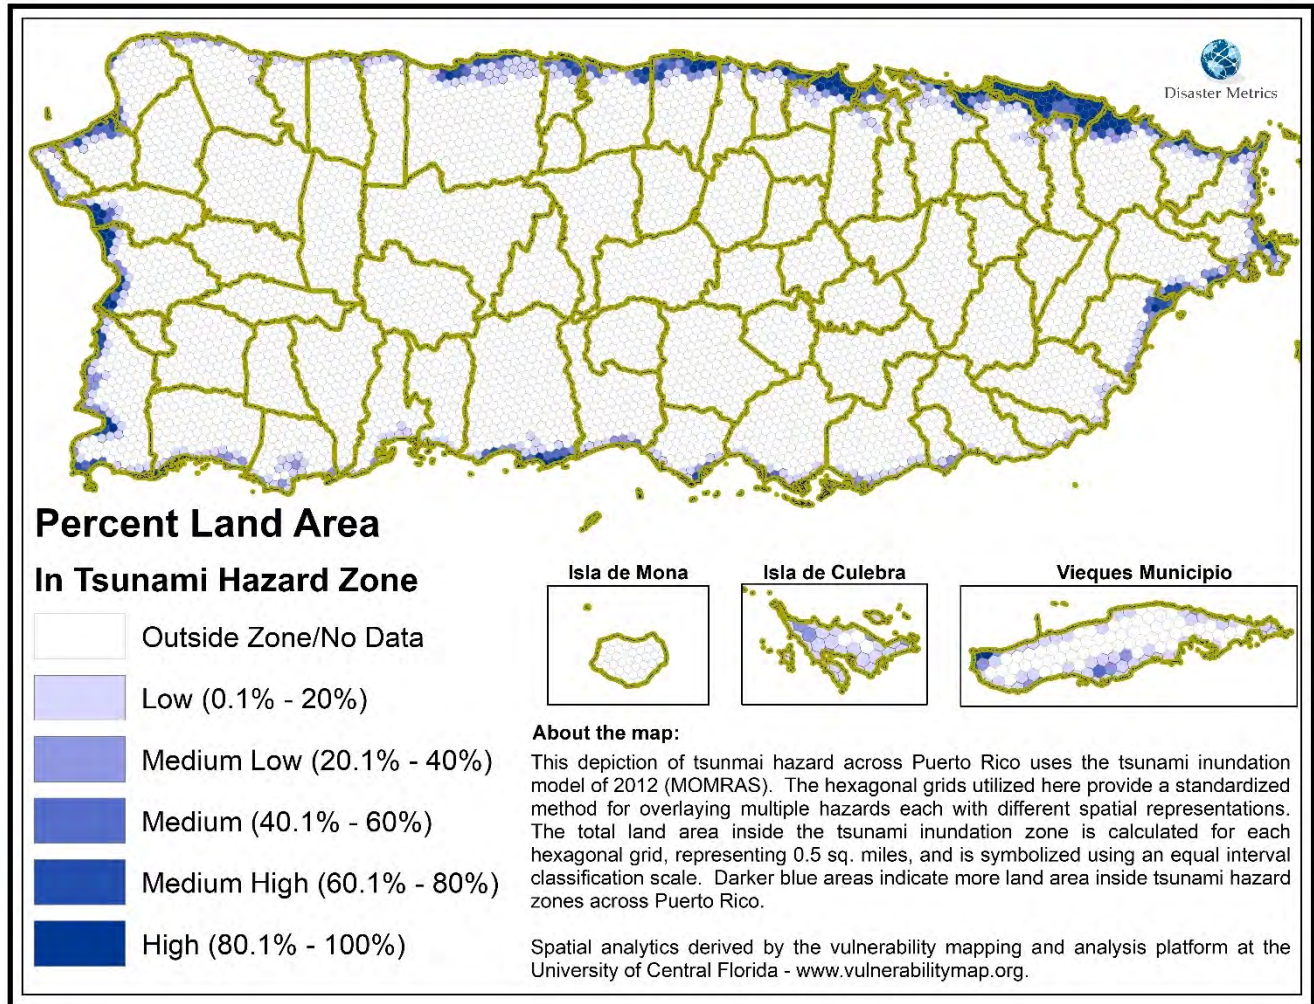 Disaster Metrics
Percent Land Area
In Tsunami Hazard Zone
Outside Zone/No Data
Low (0.1% - 20%)
Medium Low (20.1% - 40%)
Medium (40.1% - 60%)
Medium High (60.1% - 80%)
High (80.1% - 100%)
Isla de Mona
Isla de Culebra
Vieques Municipio
About the map:
This depiction of tsunmai hazard across Puerto Rico uses the tsunami inundation
model of 2012 (MOMRAS). The hexagonal grids utilized here provide a standardized
method for overlaying multiple hazards each with different spatial representations.
The total land area inside the tsunami inundation zone is calculated for each
hexagonal grid, representing 0.5 sq. miles, and is symbolized using an equal interval
classification scale. Darker blue areas indicate more land area inside tsunami hazard
zones across Puerto Rico.
Spatial analytics derived by the vulnerability mapping and analysis platform at the
University of Central Florida - www.vulnerabilitymap.org.